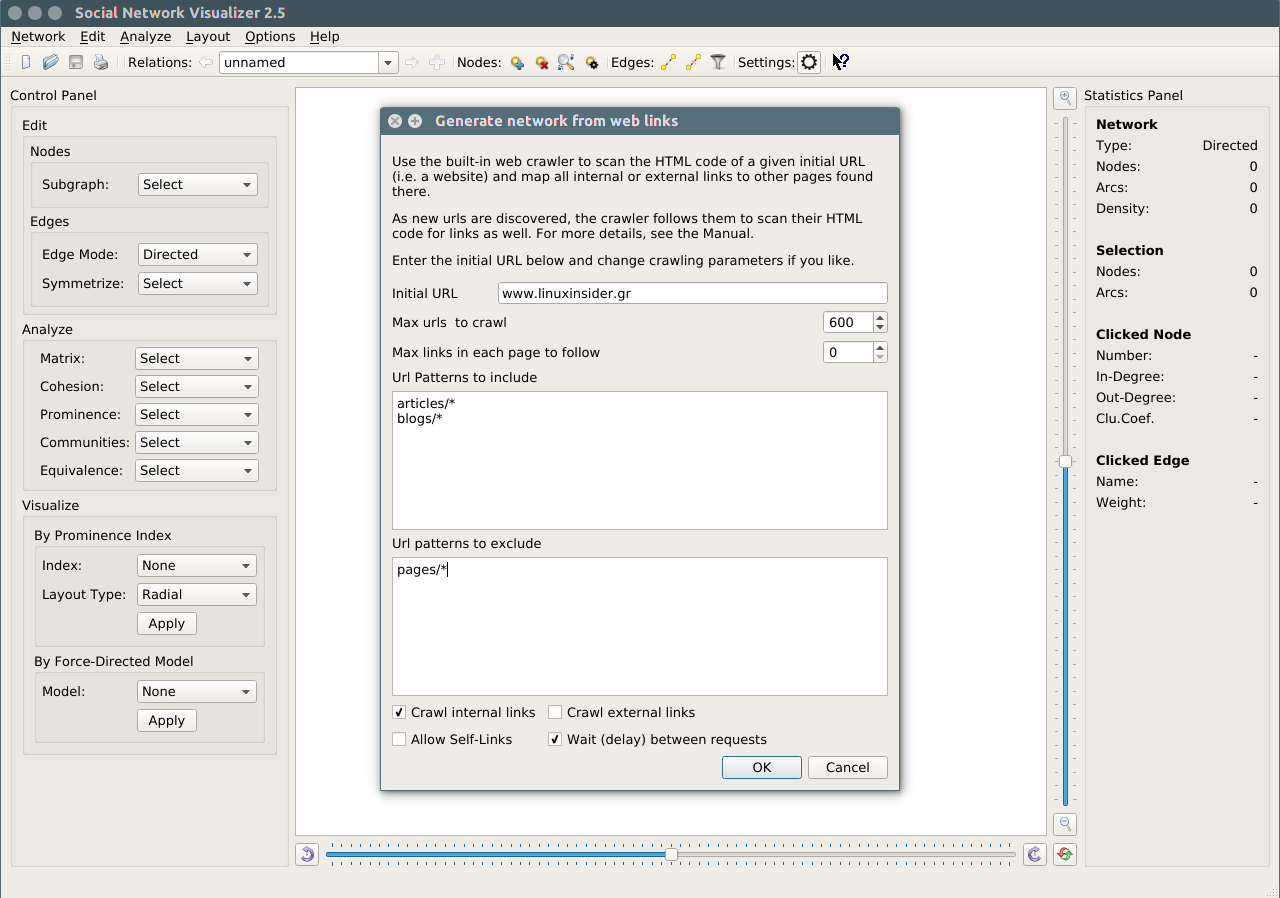 Social Network Visualizer 2.5
Network Edit Analyze Layout Options Help
Relations: unnamed Nodes: Edges: Settings:
Control Panel
Edit
Nodes
Subgraph: Select
Edges
Edge Mode: Directed
Symmetrize: Select
Analyze
Matrix: Select
Cohesion: Select
Prominence: Select
Communities: Select
Equivalence: Select
Visualize
By Prominence Index
Index: None
Layout Type: Radial
Apply
By Force-Directed Model
Model: None
Apply
Generate network from web links
Use the built-in web crawler to scan the HTML code of a given initial URL
(i.e. a website) and map all internal or external links to other pages found
there.
As new urls are discovered, the crawler follows them to scan their HTML
code for links as well. For more details, see the Manual.
Enter the initial URL below and change crawling parameters if you like.
Initial URL www.linuxinsider.gr
Max urls  to crawl 600
Max links in each page to follow 0
Url Patterns to include
articles/*
blogs/*
Url patterns to exclude
pages/*
Crawl internal links Crawl external links
Allow Self-Links Wait (delay) between requests
OK Cancel
Statistics Panel
Network
Type: Directed
Nodes: 0
Arcs: 0
Density: 0
Selection
Nodes: 0
Arcs: 0
Clicked Node
Number: -
In-Degree: -
Out-Degree: -
Clu.Coef. -
Clicked Edge
Name: -
Weight: -